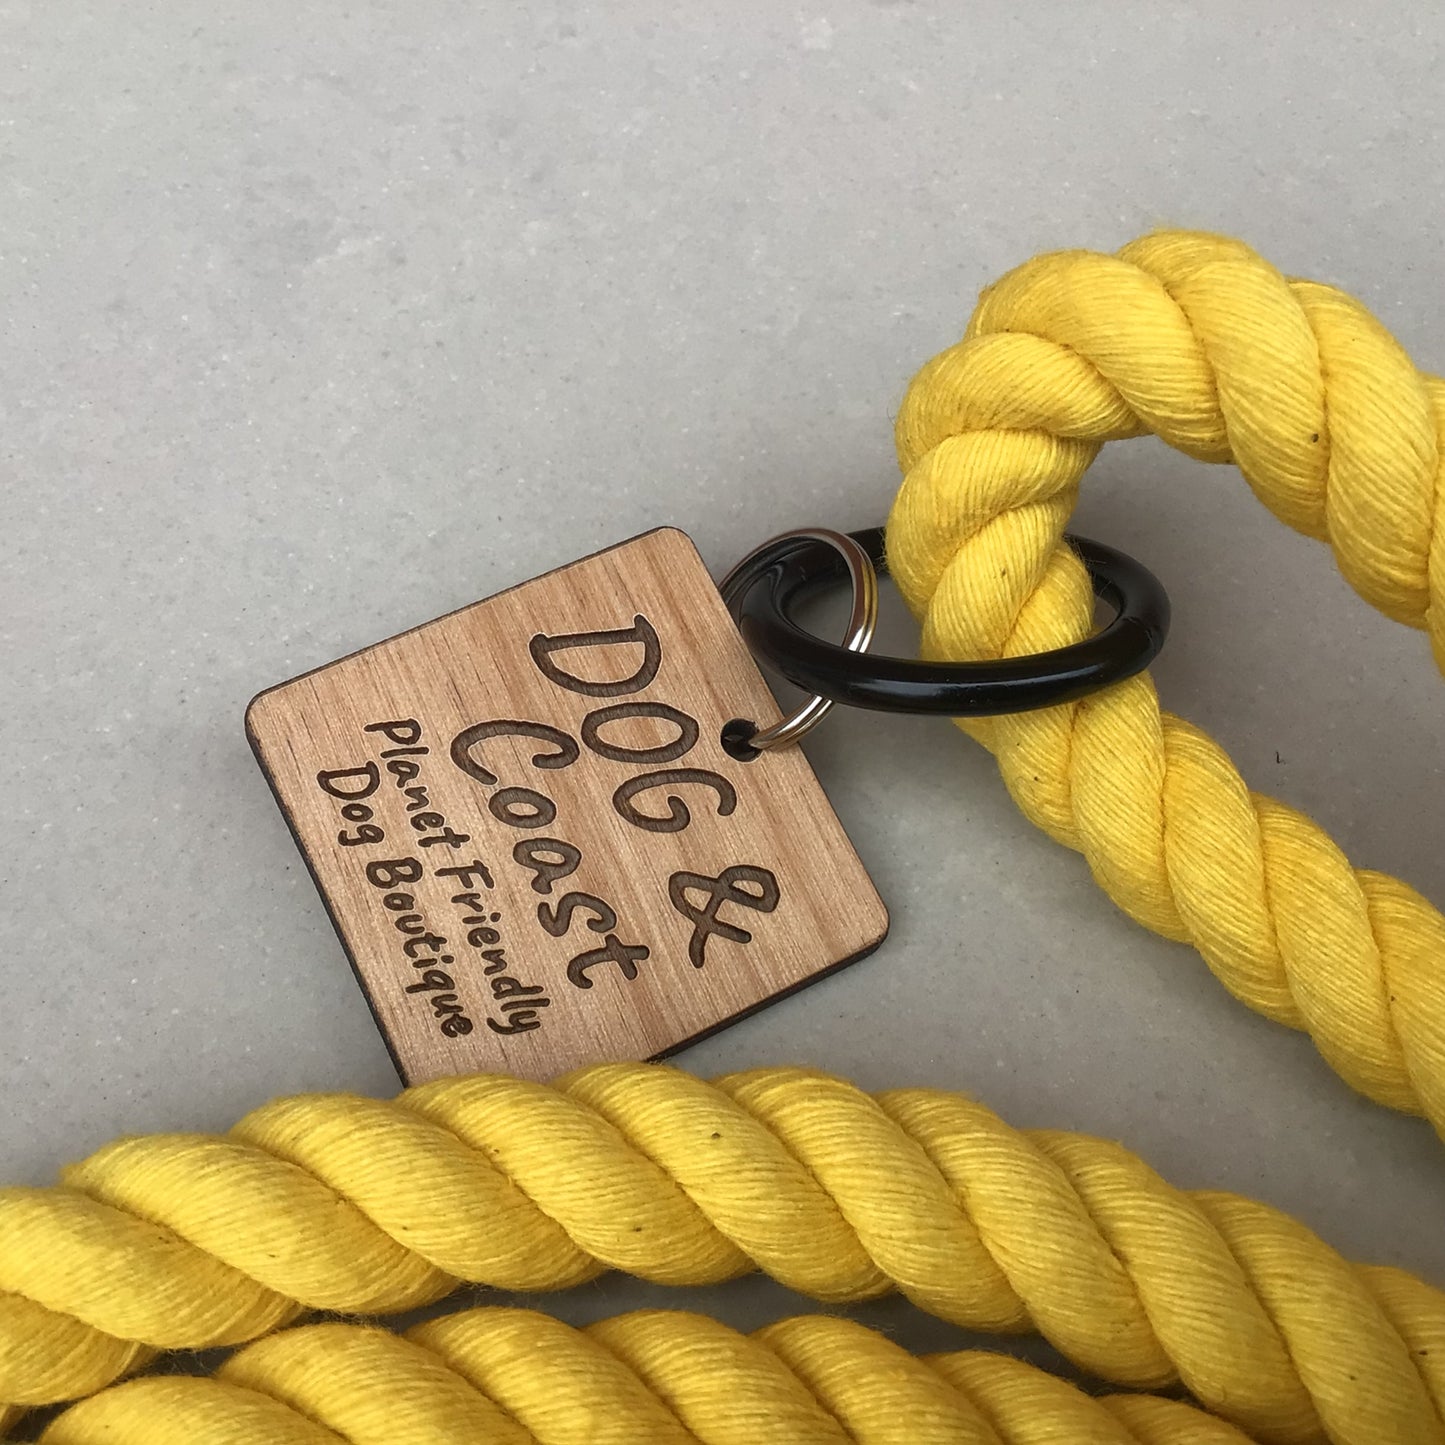 DOG &
Coast
Planet Friendly
Dog Boutique